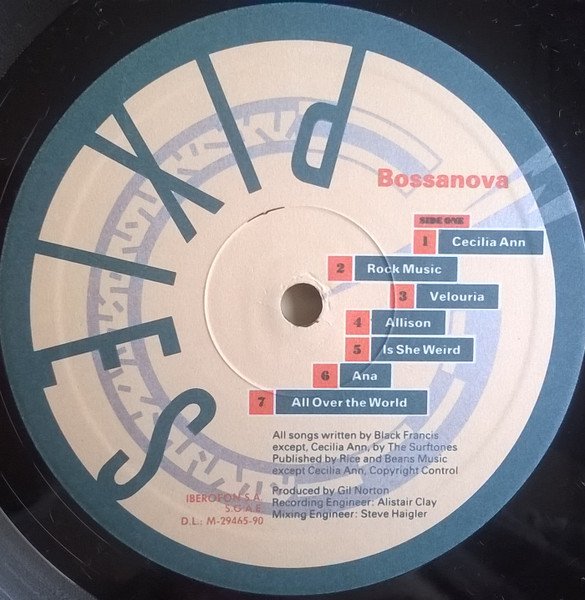 PIXIES
Bossanova
SIDE ONE
1 Cecilia Ann
2 Rock Music
3 Velouria
4 Allison
5 Is She Weird
6 Ana
7 All Over the World
All songs written by Black Francis
except, Cecilia Ann, by The Surftones
Published by Rice and Beans Music
except Cecilia Ann, Copyright Control
Produced by Gil Norton
Recording Engineer: Alistair Clay
Mixing Engineer: Steve Haigler
IBEROFON S.A.
S.G.A.E.
D.L.: M-29465-90